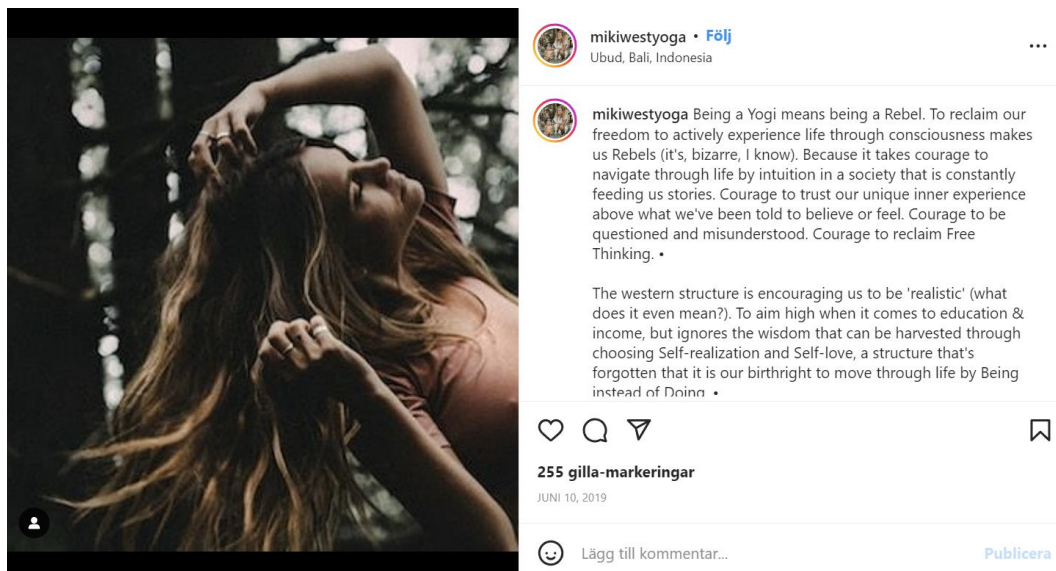 mikiwestyoga • Följ
Ubud, Bali, Indonesia
mikiwestyoga Being a Yogi means being a Rebel. To reclaim our
freedom to actively experience life through consciousness makes
us Rebels (it's, bizarre, I know). Because it takes courage to
navigate through life by intuition in a society that is constantly
feeding us stories. Courage to trust our unique inner experience
above what we've been told to believe or feel. Courage to be
questioned and misunderstood. Courage to reclaim Free
Thinking. •
The western structure is encouraging us to be 'realistic' (what
does it even mean?). To aim high when it comes to education &
income, but ignores the wisdom that can be harvested through
choosing Self-realization and Self-love, a structure that's
forgotten that it is our birthright to move through life by Being
instead of Doing. •
255 gilla-markeringar
JUNI 10, 2019
Lägg till kommentar...
Publicera